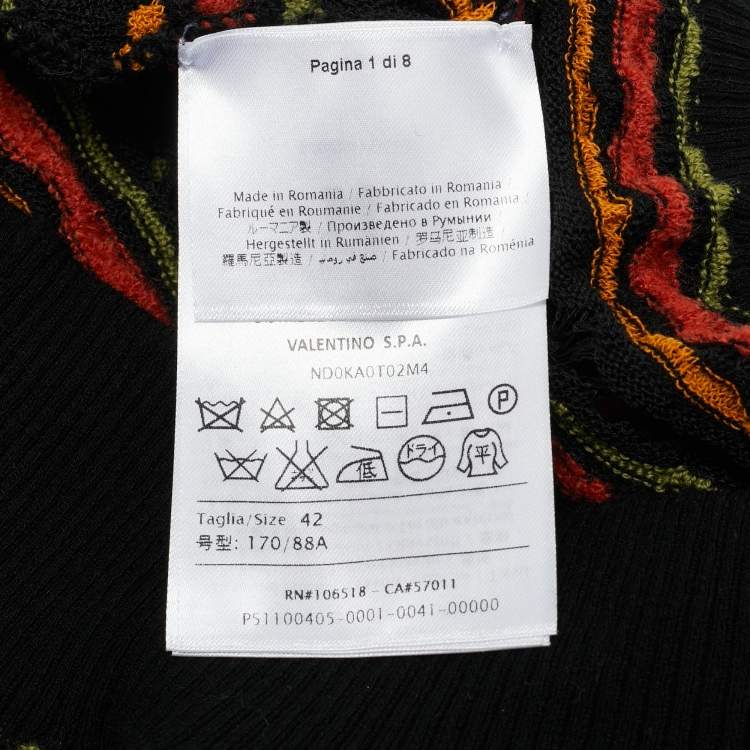 Pagina 1 di 8
Made in Romania / Fabbricato in Romania
Fabriqué en Roumanie / Fabricado en Romania
ルーマニア製 / Произведено в Румынии
Hergestellt in Rumänien / 罗马尼亚制造
羅馬尼亞製造 / صنع في رومانيا / Fabricado na Roménia
VALENTINO S.P.A.
ND0KA0T02M4
P
低 ドライ 平
Taglia/Size 42
号型: 170/88A
RN#106518 - CA#57011
P51100405-0001-0041-00000